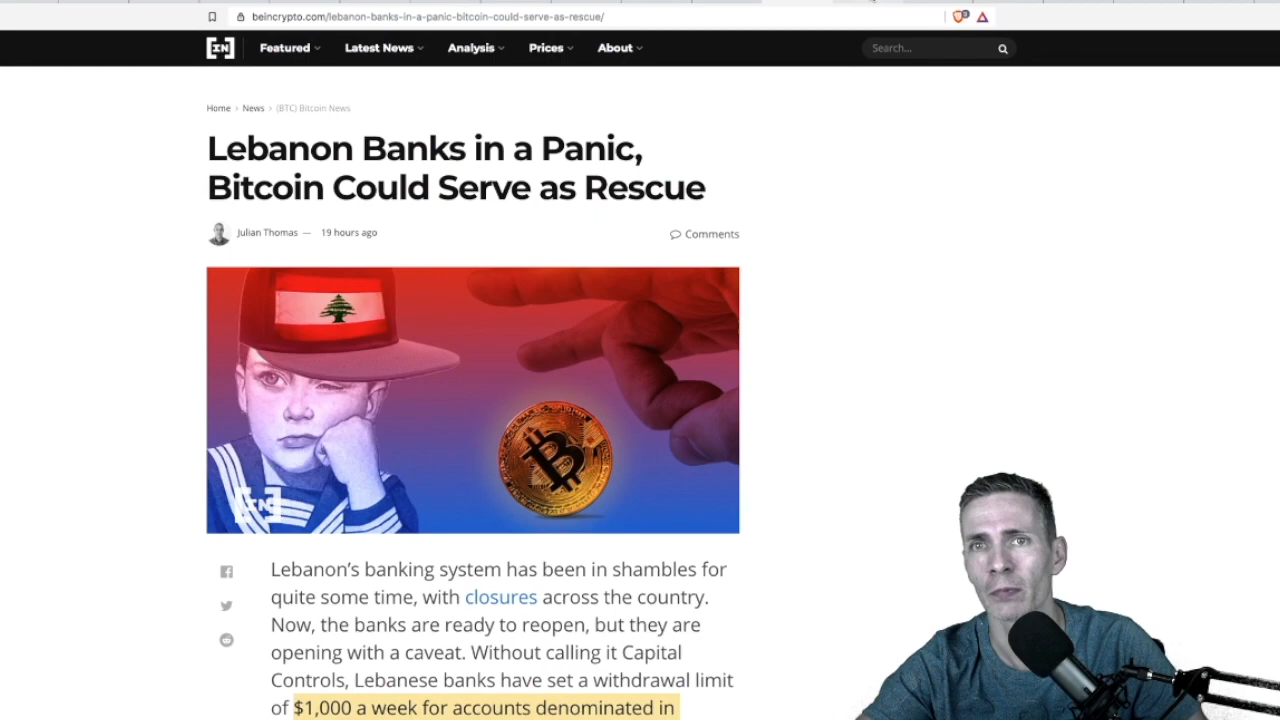 beincrypto.com/lebanon-banks-in-a-panic-bitcoin-could-serve-as-rescue/
IN
Featured
Latest News
Analysis
Prices
About
Search...
Home > News > (BTC) Bitcoin News
Lebanon Banks in a Panic,
Bitcoin Could Serve as Rescue
Julian Thomas — 19 hours ago
Comments
IN
Lebanon’s banking system has been in shambles for
quite some time, with closures across the country.
Now, the banks are ready to reopen, but they are
opening with a caveat. Without calling it Capital
Controls, Lebanese banks have set a withdrawal limit
of $1,000 a week for accounts denominated in